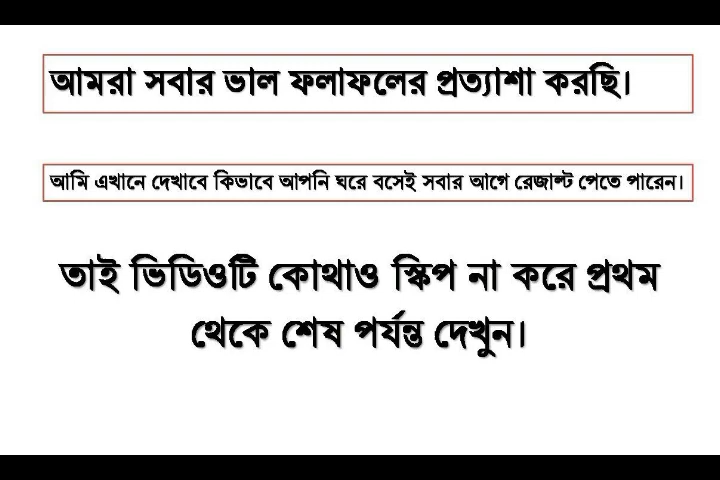 আমরা সবার ভাল ফলাফলের প্রত্যাশা করছি।
আমি এখানে দেখাবে কিভাবে আপনি ঘরে বসেই সবার আগে রেজাল্ট পেতে পারেন।
তাই ভিডিওটি কোথাও স্কিপ না করে প্রথম
থেকে শেষ পর্যন্ত দেখুন।